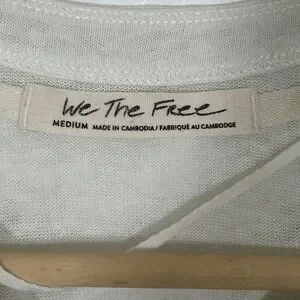 We The Free
MEDIUM MADE IN CAMBODIA / FABRIQUÉ AU CAMBODGE